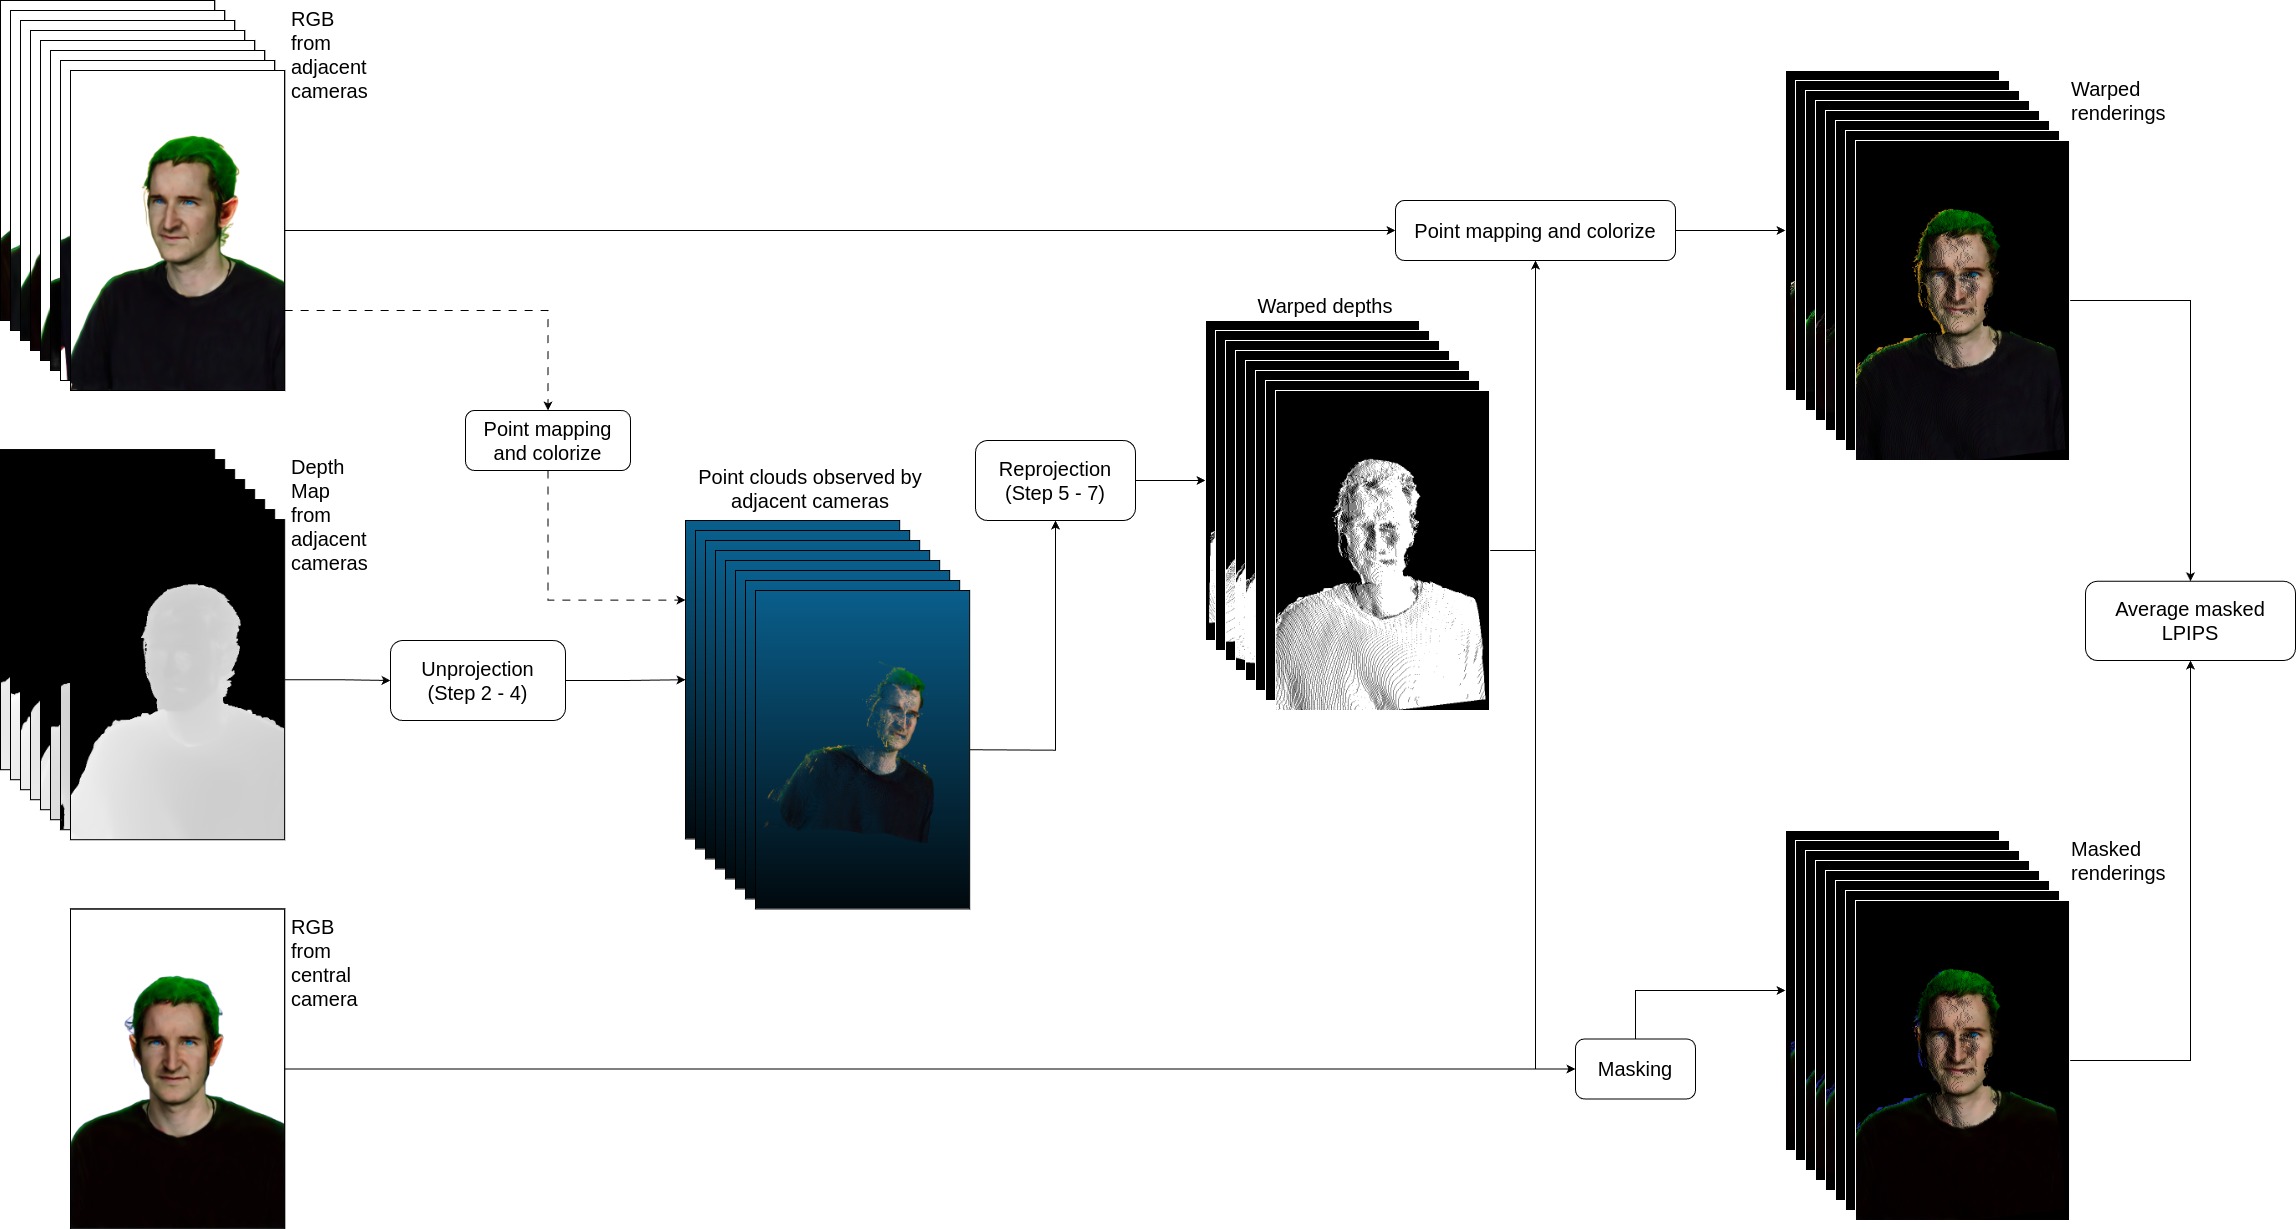 RGB
from
adjacent
cameras
Warped
renderings
Point mapping and colorize
Warped depths
Point mapping
and colorize
Depth
Map
from
adjacent
cameras
Point clouds observed by
adjacent cameras
Reprojection
(Step 5 - 7)
Unprojection
(Step 2 - 4)
Average masked
LPIPS
Masked
renderings
RGB
from
central
camera
Masking